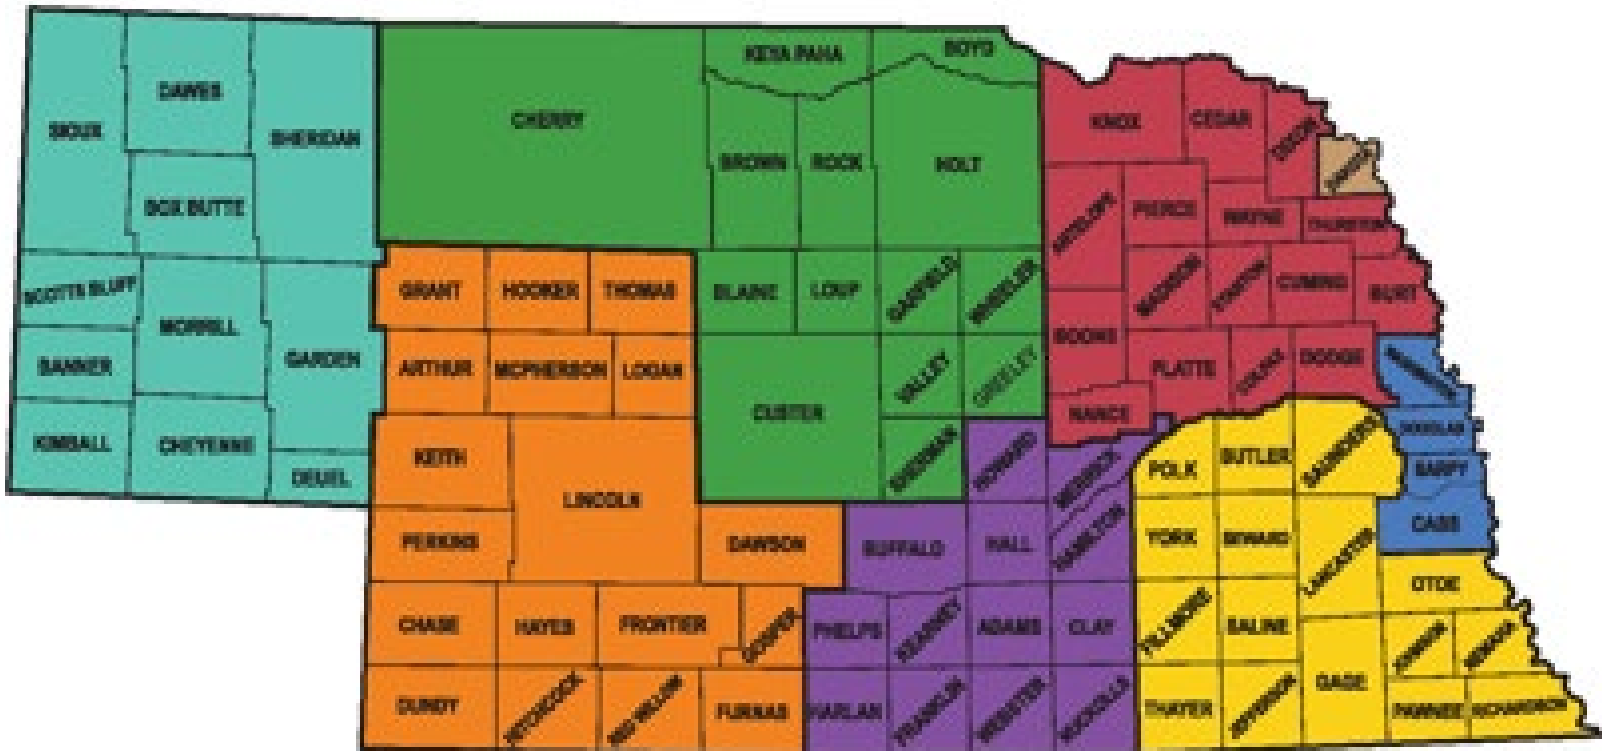 SIOUX
DAWES
SHERIDAN
BOX BUTTE
SCOTTS BLUFF
MORRILL
GARDEN
BANNER
KIMBALL
CHEYENNE
DEUEL
CHERRY
KEYA PAHA
BOYD
BROWN
ROCK
HOLT
BLAINE
LOUP
GARFIELD
WHEELER
CUSTER
VALLEY
GREELEY
SHERMAN
GRANT
HOOKER
THOMAS
ARTHUR
MCPHERSON
LOGAN
KEITH
LINCOLN
PERKINS
DAWSON
CHASE
HAYES
FRONTIER
GOSPER
DUNDY
HITCHCOCK
RED WILLOW
FURNAS
HOWARD
MERRICK
BUFFALO
HALL
HAMILTON
PHELPS
KEARNEY
ADAMS
CLAY
HARLAN
FRANKLIN
WEBSTER
NUCKOLLS
KNOX
CEDAR
DIXON
DAKOTA
ANTELOPE
PIERCE
WAYNE
THURSTON
MADISON
STANTON
CUMING
BURT
BOONE
PLATTE
COLFAX
DODGE
NANCE
WASHINGTON
DOUGLAS
SARPY
CASS
POLK
BUTLER
SAUNDERS
YORK
SEWARD
LANCASTER
OTOE
FILLMORE
SALINE
GAGE
JOHNSON
NEMAHA
THAYER
JEFFERSON
PAWNEE
RICHARDSON